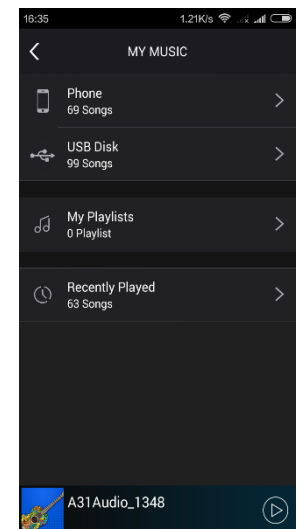 16:35 1.21K/s
MY MUSIC
Phone
69 Songs
USB Disk
99 Songs
My Playlists
0 Playlist
Recently Played
63 Songs
A31Audio_1348